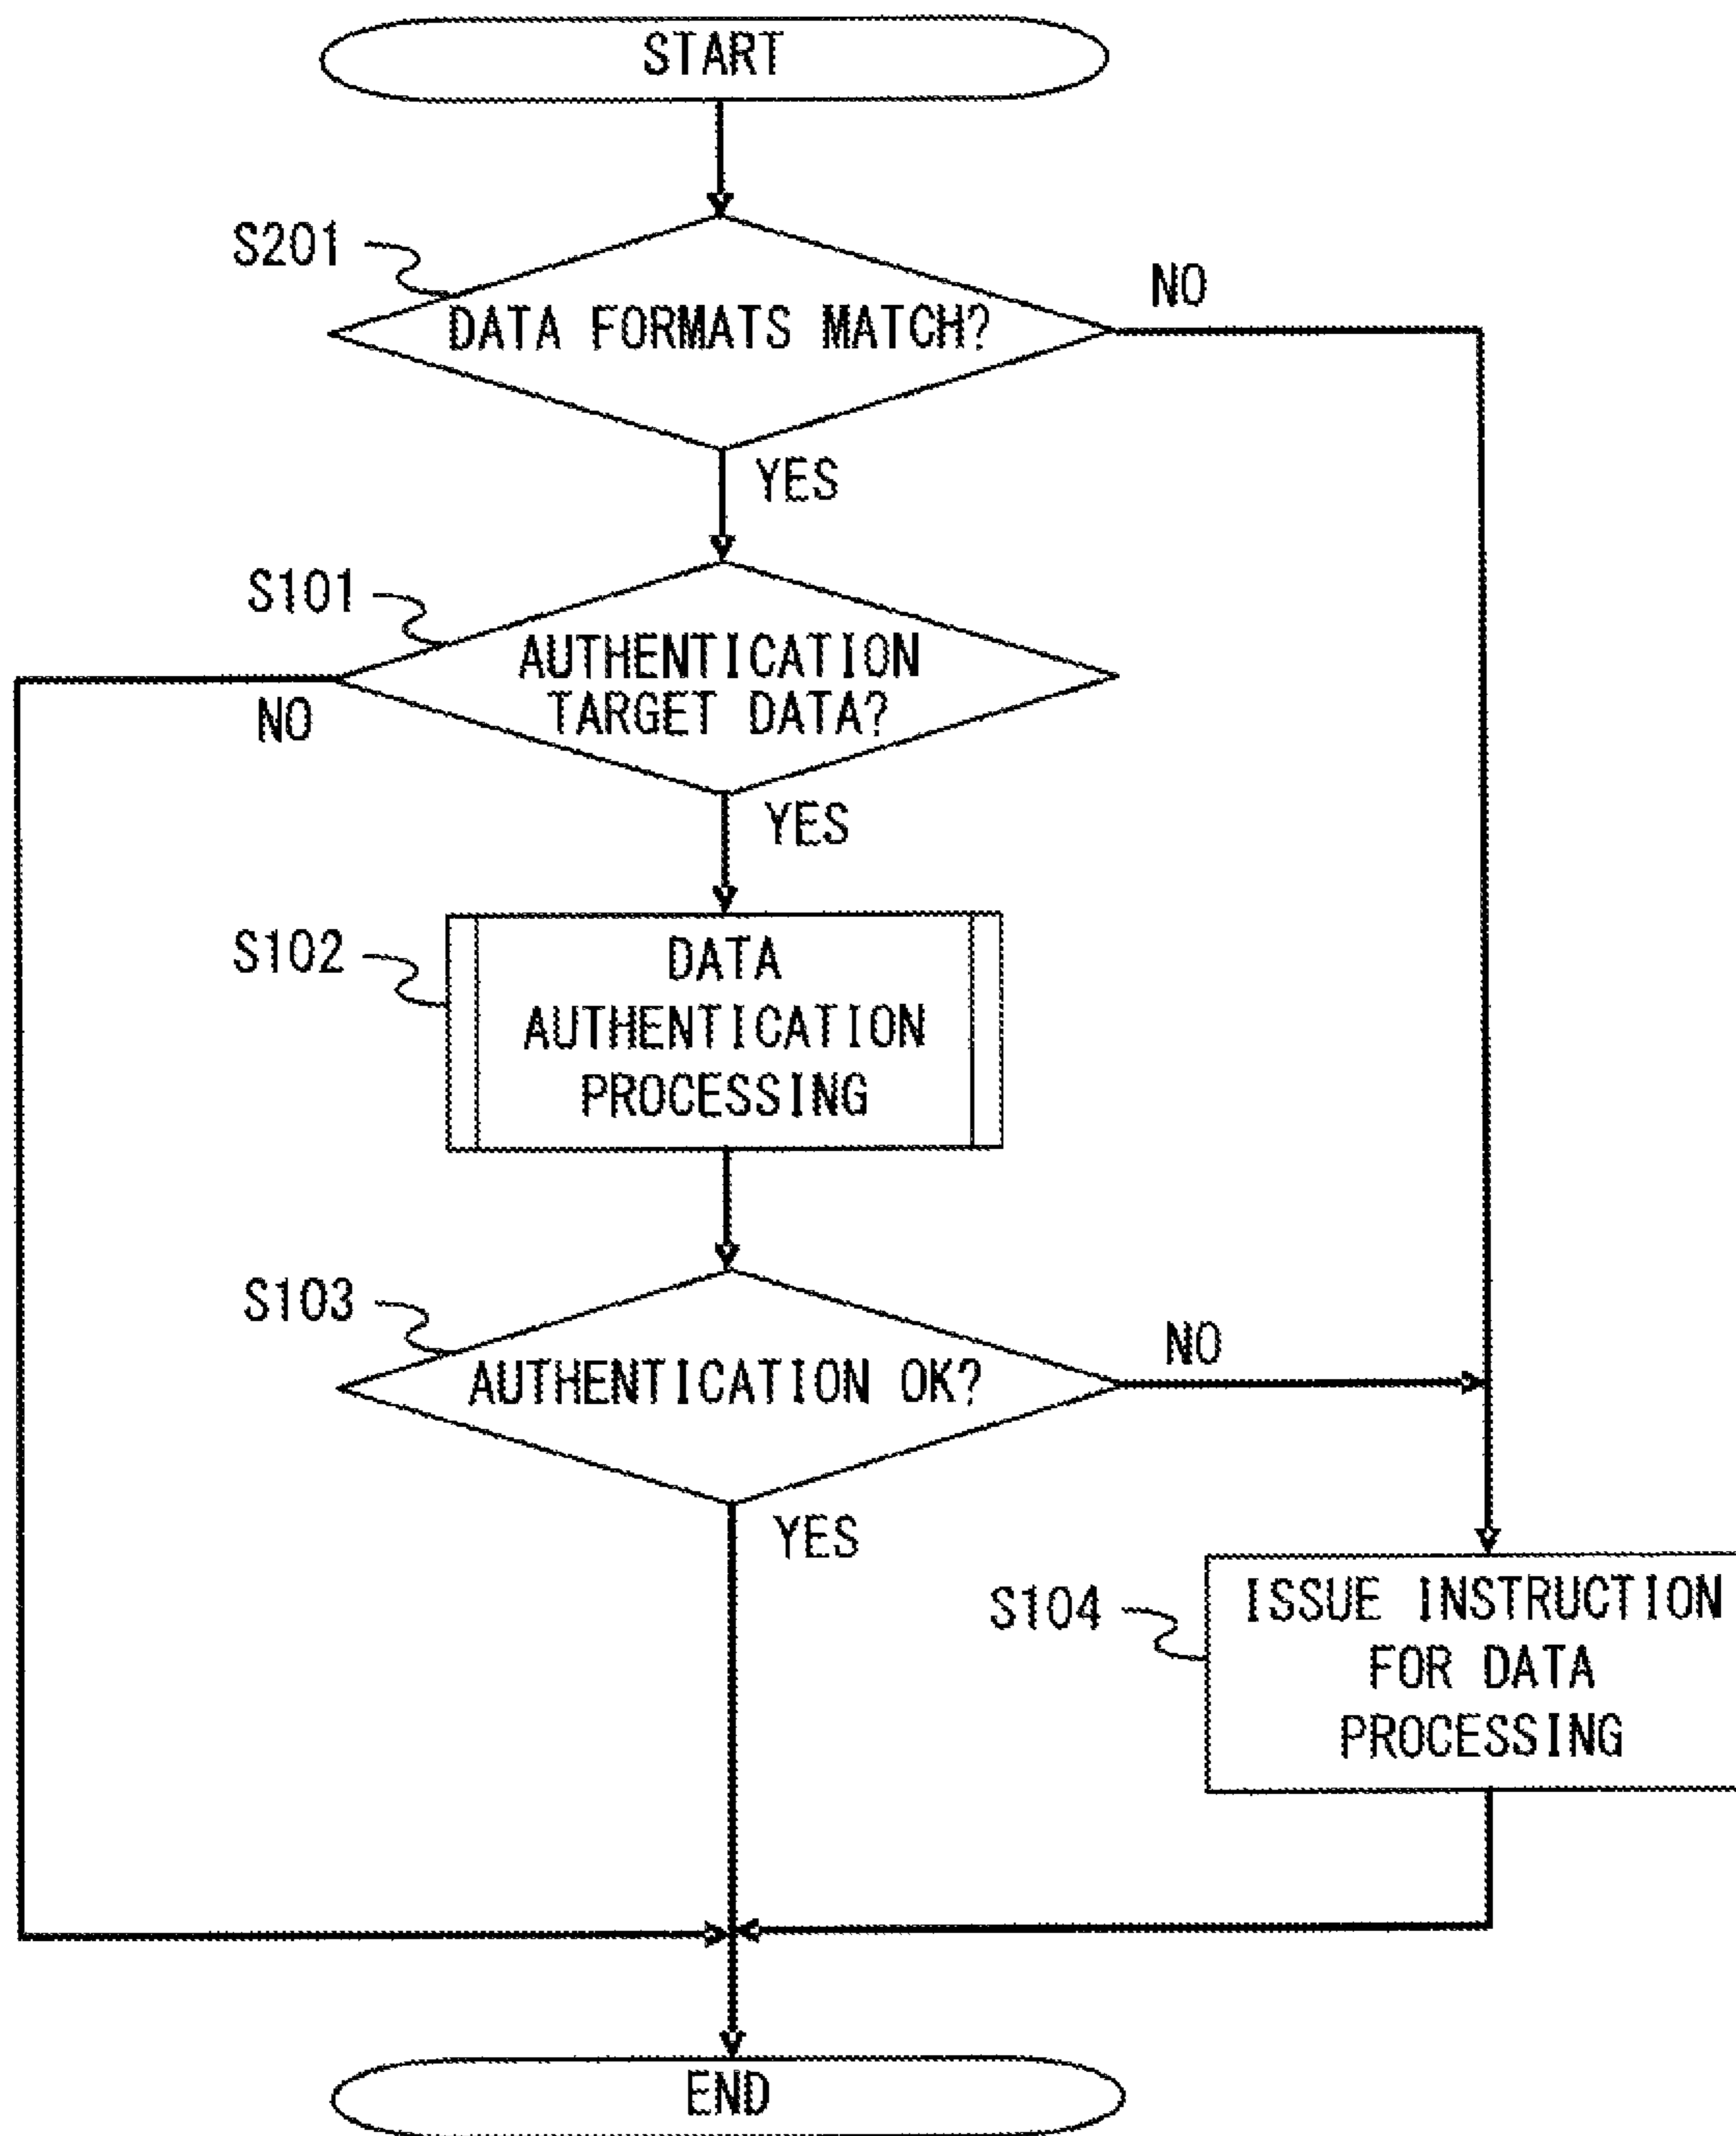 START
S201
DATA FORMATS MATCH?
NO
YES
S101
AUTHENTICATION
TARGET DATA?
NO
YES
S102
DATA
AUTHENTICATION
PROCESSING
S103
AUTHENTICATION OK?
NO
YES
S104
ISSUE INSTRUCTION
FOR DATA
PROCESSING
END